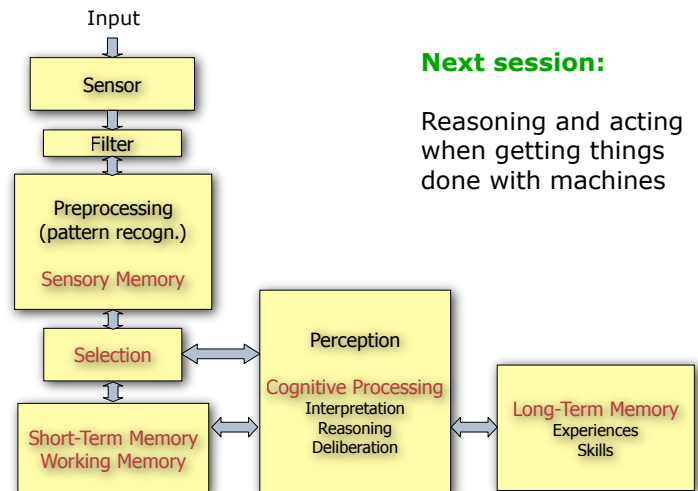 Input
Sensor
Filter
Preprocessing
(pattern recogn.)
Sensory Memory
Selection
Short-Term Memory
Working Memory
Perception
Cognitive Processing
Interpretation
Reasoning
Deliberation
Long-Term Memory
Experiences
Skills
Next session:
Reasoning and acting
when getting things
done with machines